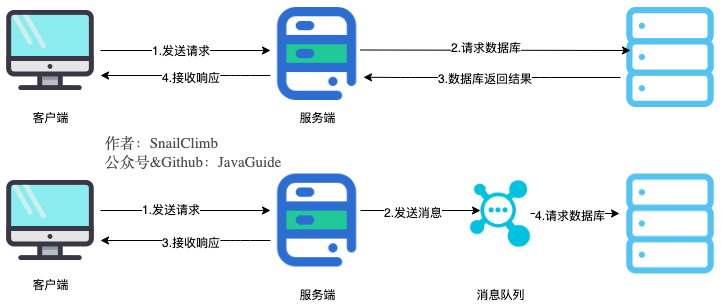 1.发送请求
2.请求数据库
4.接收响应
3.数据库返回结果
客户端
服务端
作者：SnailClimb
公众号&Github：JavaGuide
1.发送请求
2.发送消息
4.请求数据库
3.接收响应
客户端
服务端
消息队列